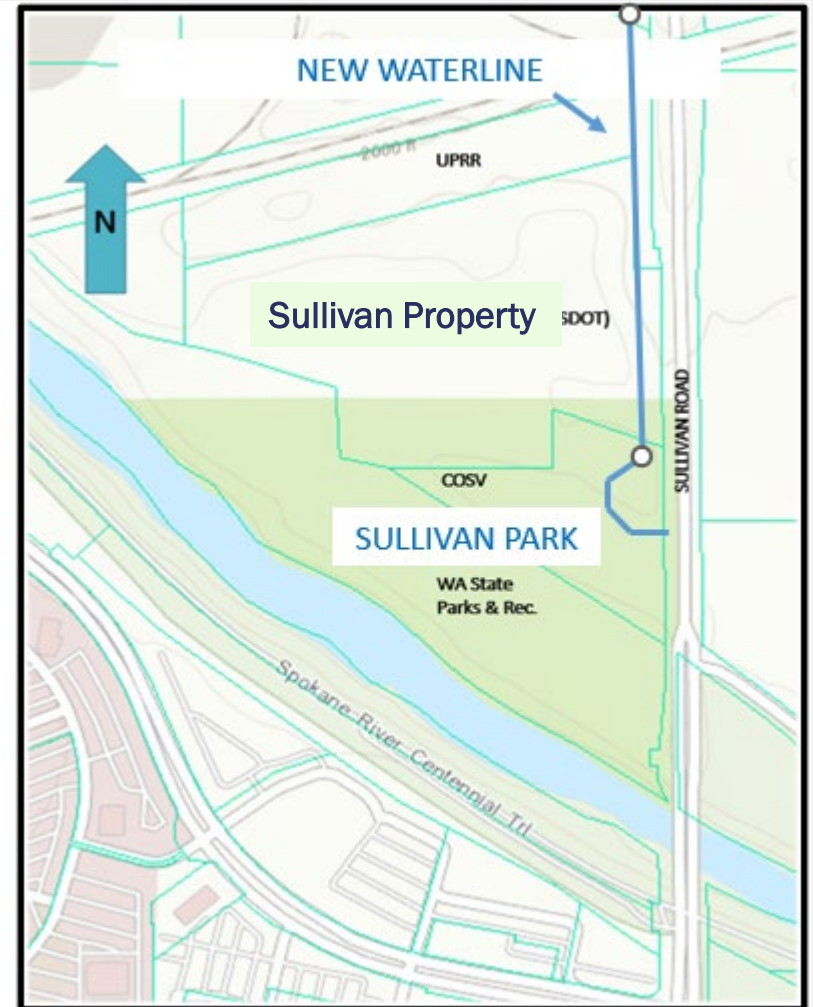 NEW WATERLINE
2000 ft
UPRR
N
Sullivan Property
SDOT)
SULLIVAN ROAD
COSV
SULLIVAN PARK
WA State
Parks & Rec.
Spokane River Centennial Trl